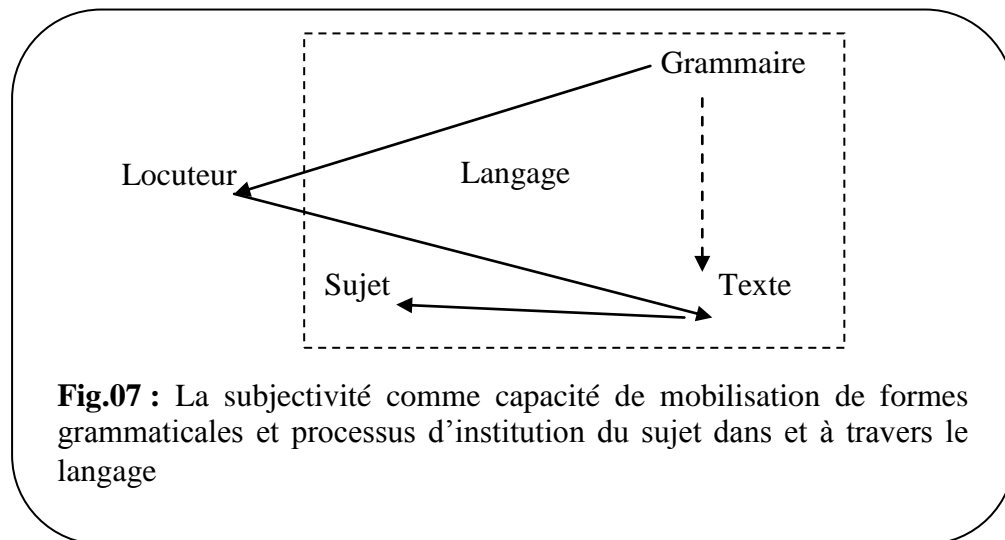 Grammaire
Locuteur
Langage
Sujet
Texte
Fig.07 : La subjectivité comme capacité de mobilisation de formes
grammaticales et processus d’institution du sujet dans et à travers le
langage